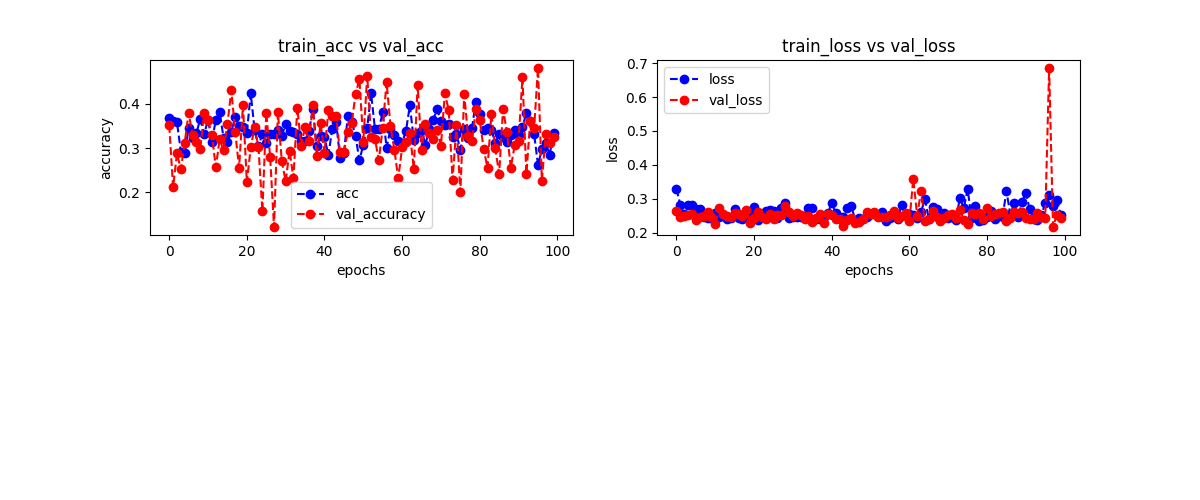 train_acc vs val_acc
accuracy
0.4
0.3
0.2
acc
val_accuracy
0 20 40 60 80 100
epochs
train_loss vs val_loss
loss
0.7
0.6
0.5
0.4
0.3
0.2
loss
val_loss
0 20 40 60 80 100
epochs